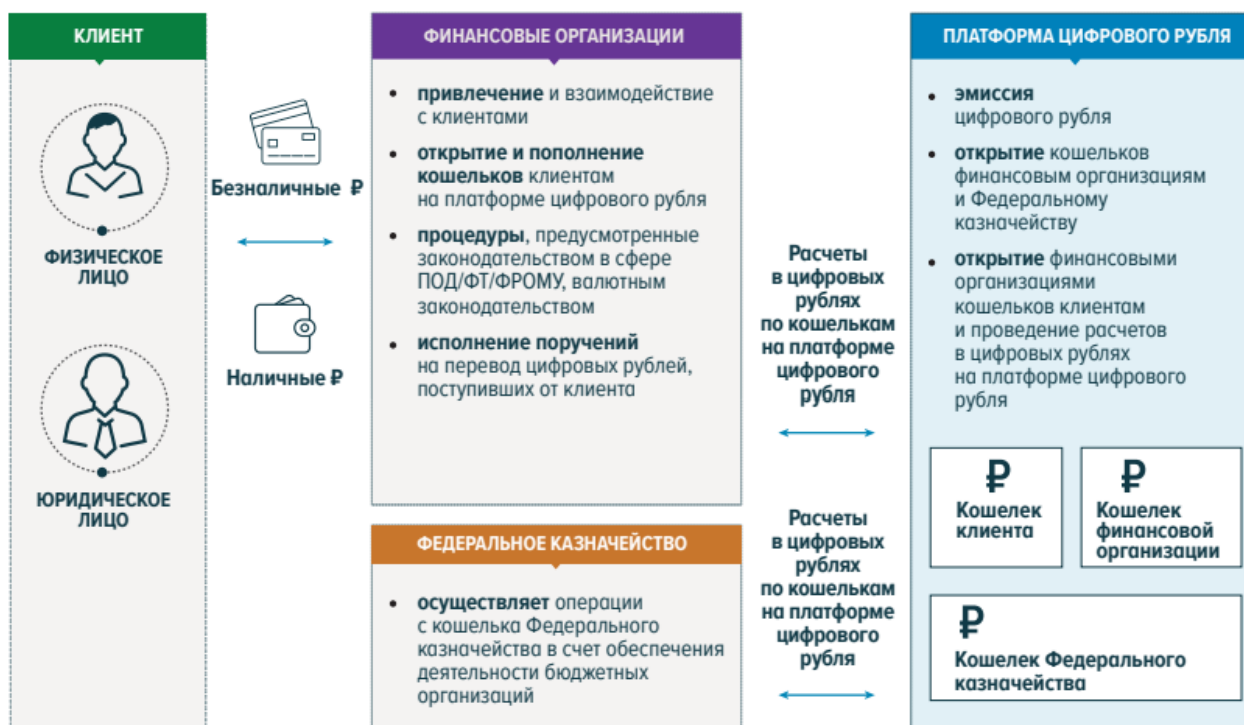 КЛИЕНТ
ФИЗИЧЕСКОЕ
ЛИЦО
ЮРИДИЧЕСКОЕ
ЛИЦО
Безналичные ₽
Наличные ₽
ФИНАНСОВЫЕ ОРГАНИЗАЦИИ
• привлечение и взаимодействие
с клиентами
• открытие и пополнение
кошельков клиентам
на платформе цифрового рубля
• процедуры, предусмотренные
законодательством в сфере
ПОД/ФТ/ФРОМУ, валютным
законодательством
• исполнение поручений
на перевод цифровых рублей,
поступивших от клиента
ФЕДЕРАЛЬНОЕ КАЗНАЧЕЙСТВО
• осуществляет операции
с кошелька Федерального
казначейства в счет обеспечения
деятельности бюджетных
организаций
Расчеты
в цифровых
рублях
по кошелькам
на платформе
цифрового
рубля
Расчеты
в цифровых
рублях
по кошелькам
на платформе
цифрового
рубля
ПЛАТФОРМА ЦИФРОВОГО РУБЛЯ
• эмиссия
цифрового рубля
• открытие кошельков
финансовым организациям
и Федеральному
казначейству
• открытие финансовыми
организациями
кошельков клиентам
и проведение расчетов
в цифровых рублях
на платформе цифрового
рубля
₽
Кошелек
клиента
₽
Кошелек
финансовой
организации
₽
Кошелек Федерального
казначейства